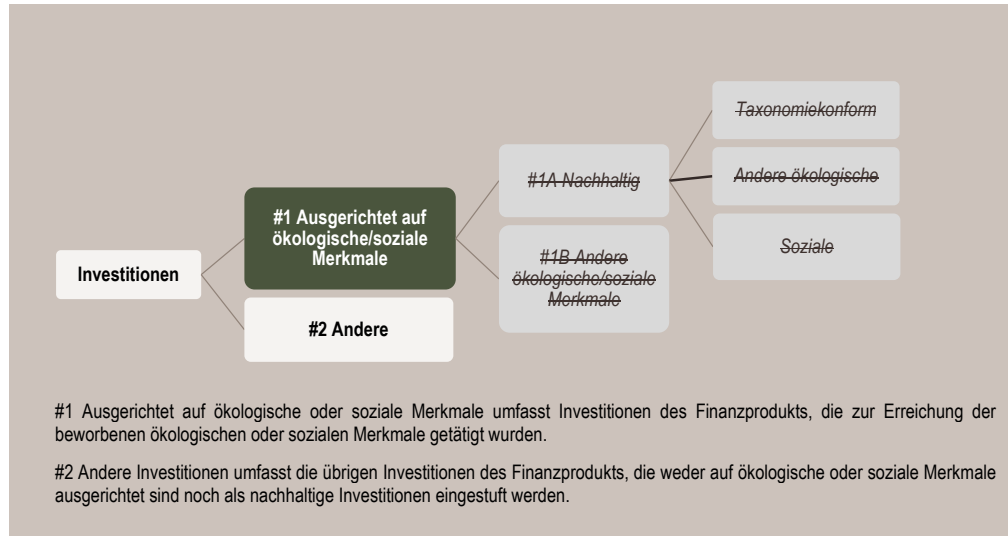 Taxonomiekonform
#1A Nachhaltig
Andere ökologische
#1 Ausgerichtet auf
ökologische/soziale
Merkmale
Soziale
#1B Andere
ökologische/soziale
Merkmale
Investitionen
#2 Andere
#1 Ausgerichtet auf ökologische oder soziale Merkmale umfasst Investitionen des Finanzprodukts, die zur Erreichung der
beworbenen ökologischen oder sozialen Merkmale getätigt wurden.
#2 Andere Investitionen umfasst die übrigen Investitionen des Finanzprodukts, die weder auf ökologische oder soziale Merkmale
ausgerichtet sind noch als nachhaltige Investitionen eingestuft werden.